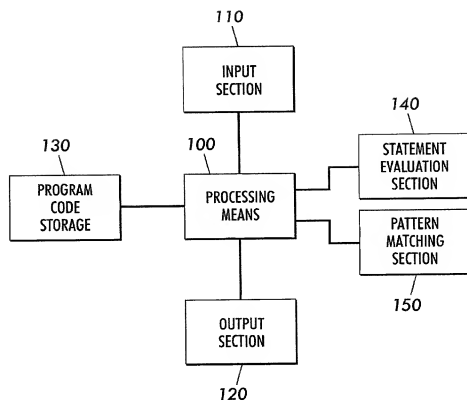 110
INPUT
SECTION
140
STATEMENT
EVALUATION
SECTION
130
PROGRAM
CODE
STORAGE
100
PROCESSING
MEANS
PATTERN
MATCHING
SECTION
150
OUTPUT
SECTION
120